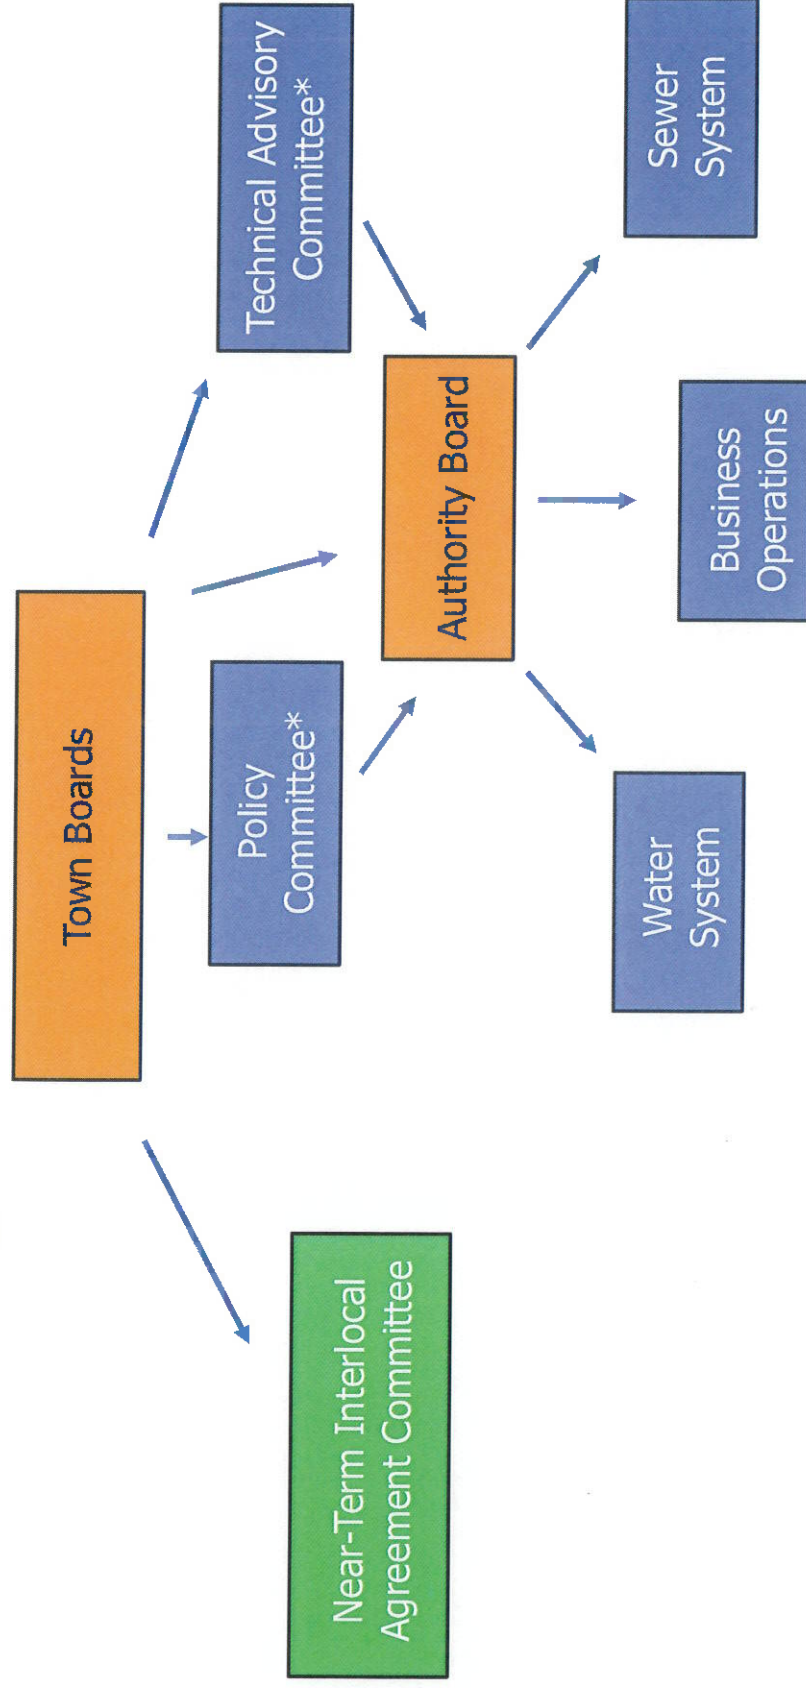 Town Boards
Near-Term Interlocal
Agreement Committee
Policy
Committee*
Technical Advisory
Committee*
Authority Board
Water
System
Business
Operations
Sewer
System